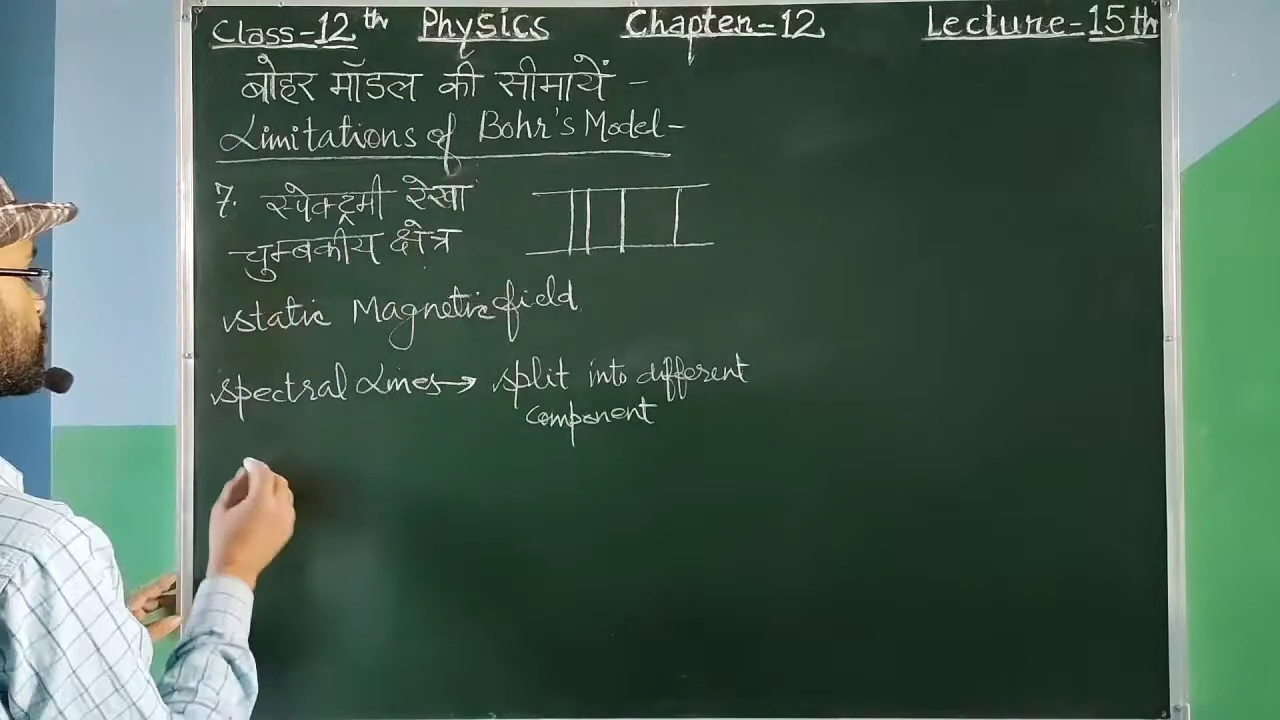 Class-12th Physics Chapter-12 Lecture-15th
बोहर मॉडल की सीमायें -
Limitations of Bohr's Model-
7. स्पेक्ट्रमी रेखा
चुम्बकीय क्षेत्र
static Magnetic field
spectral Lines → split into different
component